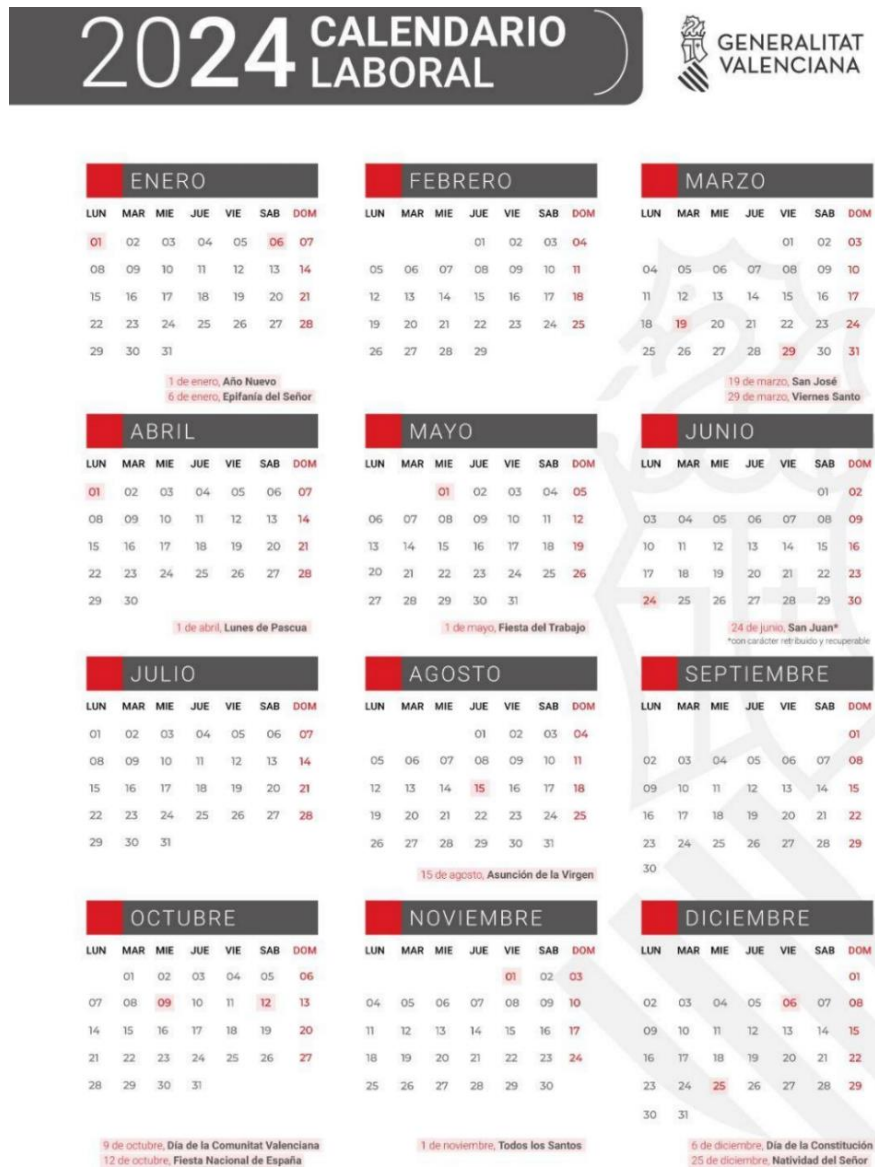 2024 CALENDARIO
LABORAL
GENERALITAT
VALENCIANA
ENERO
LUN MAR MIE JUE VIE SAB DOM
01 02 03 04 05 06 07
08 09 10 11 12 13 14
15 16 17 18 19 20 21
22 23 24 25 26 27 28
29 30 31
1 de enero, Año Nuevo
6 de enero, Epifanía del Señor
FEBRERO
LUN MAR MIE JUE VIE SAB DOM
01 02 03 04
05 06 07 08 09 10 11
12 13 14 15 16 17 18
19 20 21 22 23 24 25
26 27 28 29
MARZO
LUN MAR MIE JUE VIE SAB DOM
01 02 03
04 05 06 07 08 09 10
11 12 13 14 15 16 17
18 19 20 21 22 23 24
25 26 27 28 29 30 31
19 de marzo, San José
29 de marzo, Viernes Santo
ABRIL
LUN MAR MIE JUE VIE SAB DOM
01 02 03 04 05 06 07
08 09 10 11 12 13 14
15 16 17 18 19 20 21
22 23 24 25 26 27 28
29 30
1 de abril, Lunes de Pascua
MAYO
LUN MAR MIE JUE VIE SAB DOM
01 02 03 04 05
06 07 08 09 10 11 12
13 14 15 16 17 18 19
20 21 22 23 24 25 26
27 28 29 30 31
1 de mayo, Fiesta del Trabajo
JUNIO
LUN MAR MIE JUE VIE SAB DOM
01 02
03 04 05 06 07 08 09
10 11 12 13 14 15 16
17 18 19 20 21 22 23
24 25 26 27 28 29 30
24 de junio, San Juan*
*con carácter retribuido y recuperable
JULIO
LUN MAR MIE JUE VIE SAB DOM
01 02 03 04 05 06 07
08 09 10 11 12 13 14
15 16 17 18 19 20 21
22 23 24 25 26 27 28
29 30 31
AGOSTO
LUN MAR MIE JUE VIE SAB DOM
01 02 03 04
05 06 07 08 09 10 11
12 13 14 15 16 17 18
19 20 21 22 23 24 25
26 27 28 29 30 31
15 de agosto, Asunción de la Virgen
SEPTIEMBRE
LUN MAR MIE JUE VIE SAB DOM
01
02 03 04 05 06 07 08
09 10 11 12 13 14 15
16 17 18 19 20 21 22
23 24 25 26 27 28 29
30
OCTUBRE
LUN MAR MIE JUE VIE SAB DOM
01 02 03 04 05 06
07 08 09 10 11 12 13
14 15 16 17 18 19 20
21 22 23 24 25 26 27
28 29 30 31
9 de octubre, Día de la Comunitat Valenciana
12 de octubre, Fiesta Nacional de España
NOVIEMBRE
LUN MAR MIE JUE VIE SAB DOM
01 02 03
04 05 06 07 08 09 10
11 12 13 14 15 16 17
18 19 20 21 22 23 24
25 26 27 28 29 30
1 de noviembre, Todos los Santos
DICIEMBRE
LUN MAR MIE JUE VIE SAB DOM
01
02 03 04 05 06 07 08
09 10 11 12 13 14 15
16 17 18 19 20 21 22
23 24 25 26 27 28 29
30 31
6 de diciembre, Día de la Constitución
25 de diciembre, Natividad del Señor